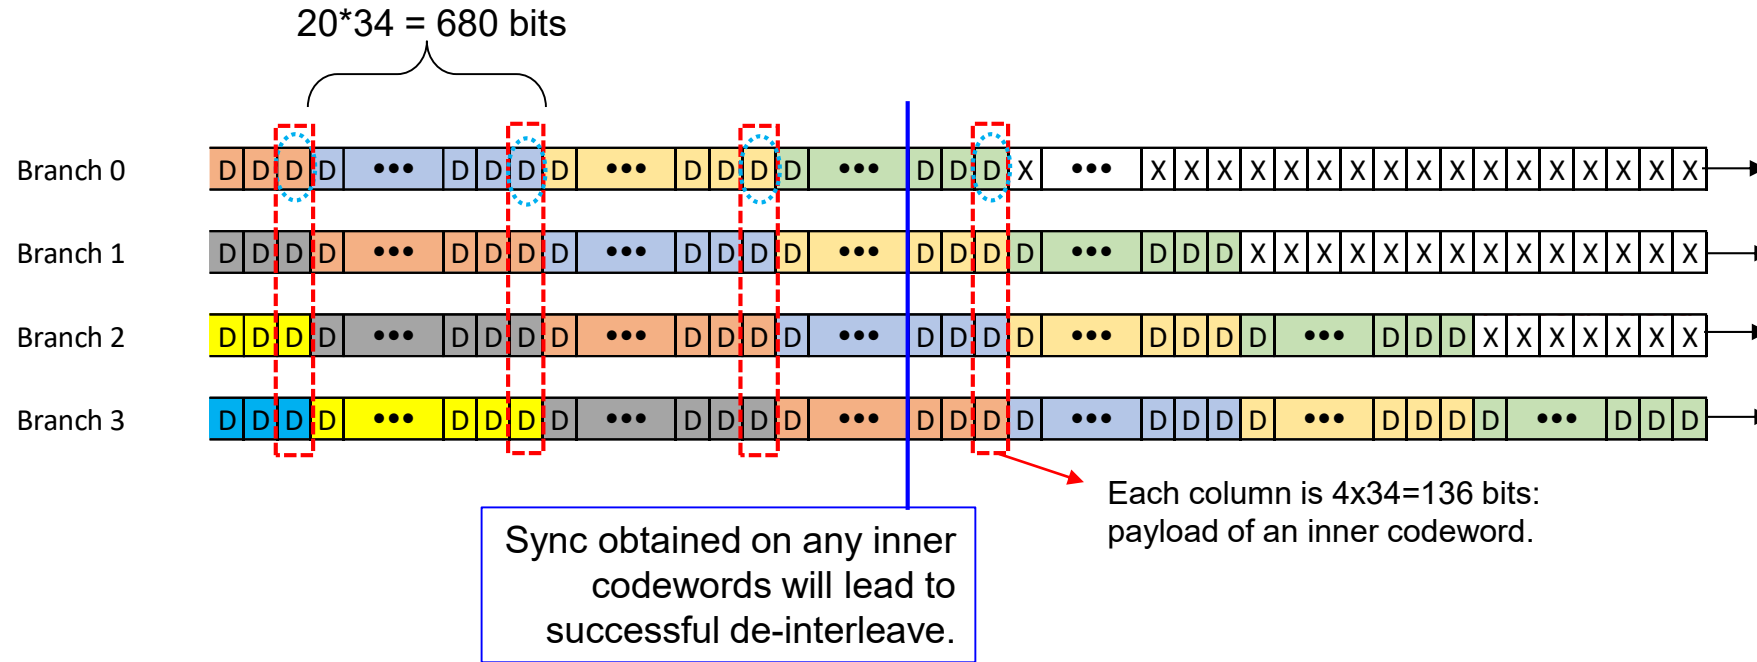 20*34 = 680 bits
Branch 0 D D D D ••• D D D D ••• D D D D ••• D D D X ••• X X X X X X X X X X X X X X X X X
Branch 1 D D D D ••• D D D D ••• D D D D ••• D D D D ••• D D D X X X X X X X X X X X X X X
Branch 2 D D D D ••• D D D D ••• D D D D ••• D D D D ••• D D D D ••• D D D X X X X X X X
Branch 3 D D D D ••• D D D D ••• D D D D ••• D D D D ••• D D D D ••• D D D D ••• D D D
Each column is 4x34=136 bits:
payload of an inner codeword.
Sync obtained on any inner
codewords will lead to
successful de-interleave.